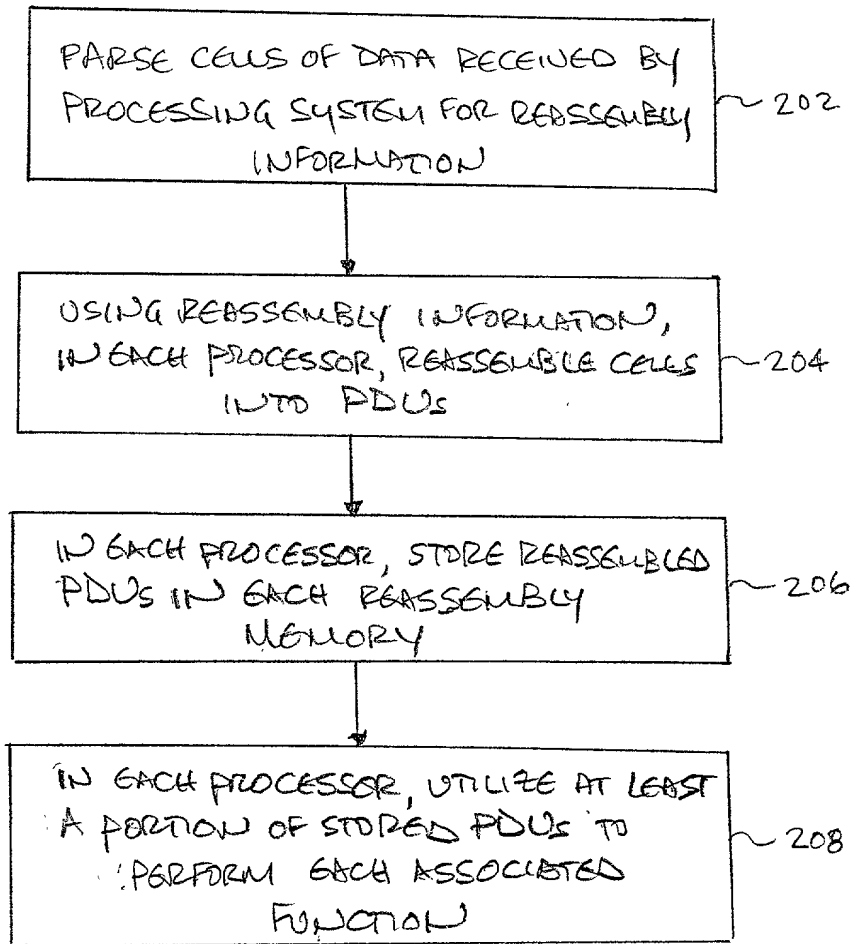 PARSE CELLS OF DATA RECEIVED BY
PROCESSING SYSTEM FOR REASSEMBLY
INFORMATION
202
USING REASSEMBLY INFORMATION,
IN EACH PROCESSOR, REASSEMBLE CELLS
INTO PDUs
204
IN EACH PROCESSOR, STORE REASSEMBLED
PDUs IN EACH REASSEMBLY
MEMORY
206
IN EACH PROCESSOR, UTILIZE AT LEAST
A PORTION OF STORED PDUs TO
PERFORM EACH ASSOCIATED
FUNCTION
208